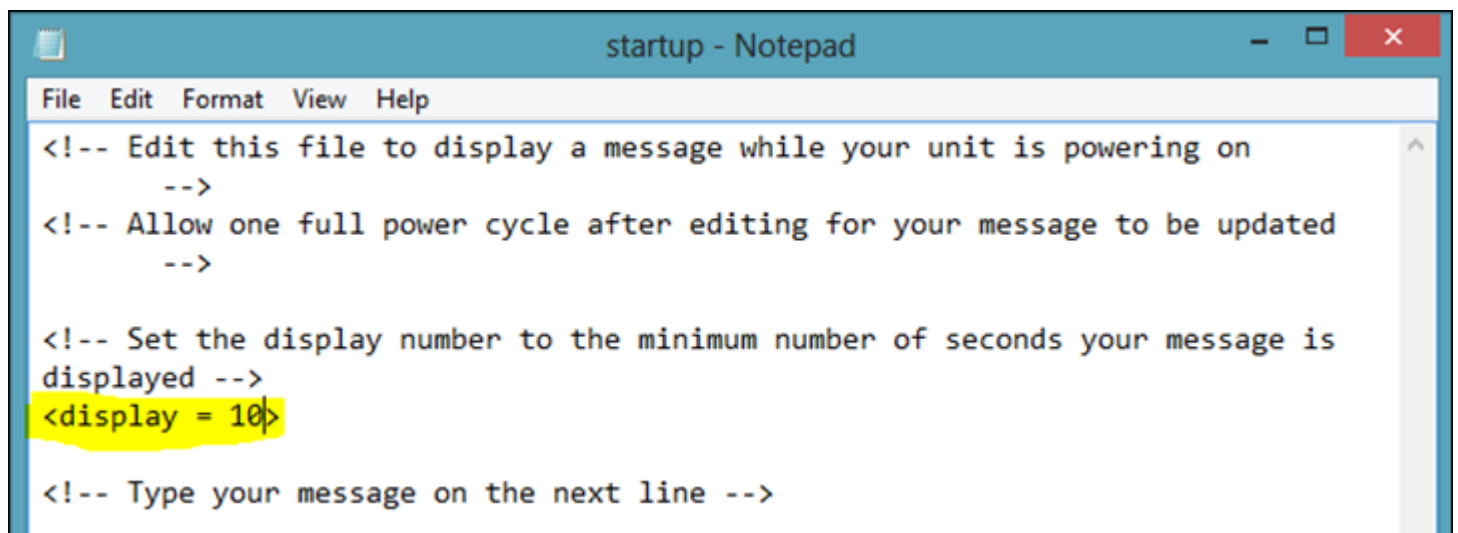 startup - Notepad
File Edit Format View Help
<!-- Edit this file to display a message while your unit is powering on
-->
<!-- Allow one full power cycle after editing for your message to be updated
-->
<!-- Set the display number to the minimum number of seconds your message is
displayed -->
<display = 10>
<!-- Type your message on the next line -->